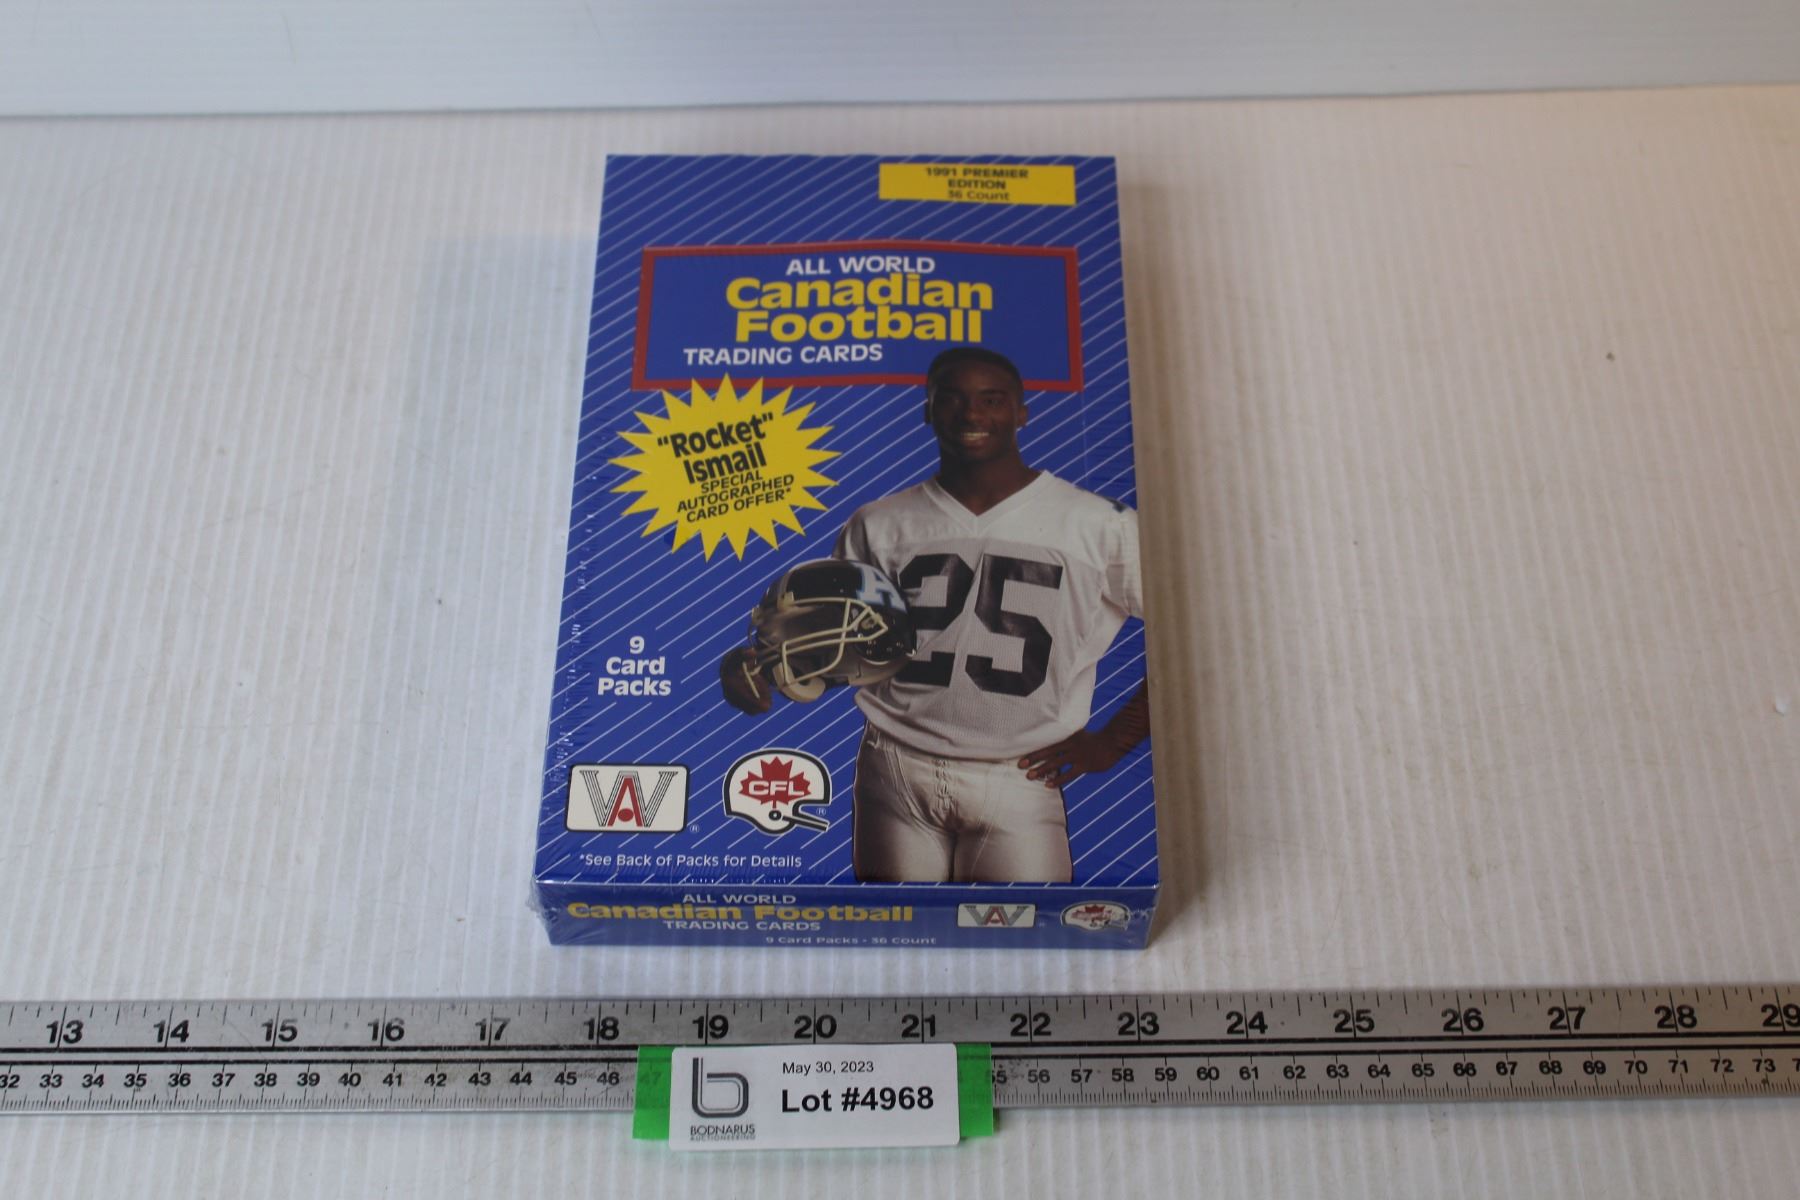 1991 PREMIER
EDITION
36 Count
ALL WORLD
Canadian
Football
TRADING CARDS
"Rocket"
Ismail
SPECIAL
AUTOGRAPHED
CARD OFFER*
A
25
9
Card
Packs
WA ®
CFL ®
*See Back of Packs for Details
ALL WORLD
Canadian Football
TRADING CARDS
WA
9 Card Packs - 36 Count
13 14 15 16 17 18 19 20 21 22 23 24 25 26 27 28 29
32 33 34 35 36 37 38 39 40 41 42 43 44 45 46 47 55 56 57 58 59 60 61 62 63 64 65 66 67 68 69 70 71 72 73
b
May 30, 2023
Lot #4968
BODNARUS
AUCTIONEERING